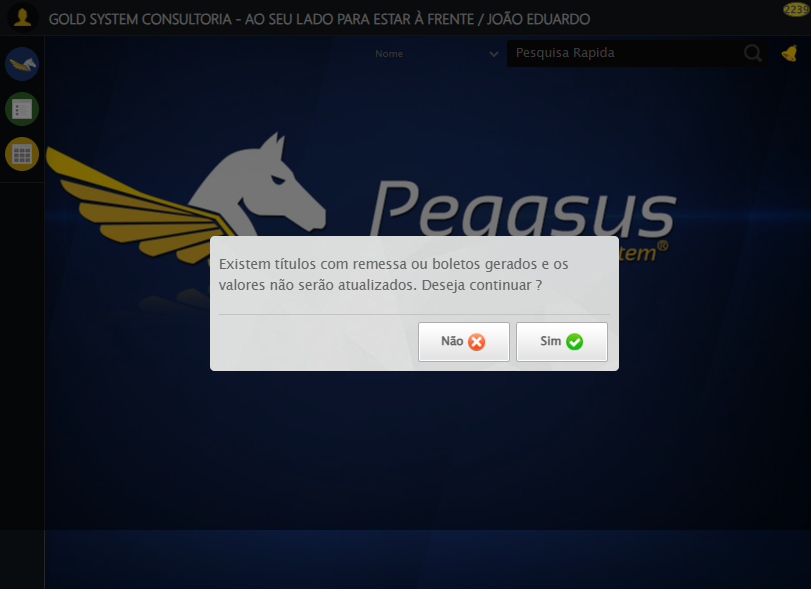 GOLD SYSTEM CONSULTORIA - AO SEU LADO PARA ESTAR À FRENTE / JOÃO EDUARDO
2239
Nome
Pesquisa Rapida
Pegasus
tem®
Existem títulos com remessa ou boletos gerados e os
valores não serão atualizados. Deseja continuar ?
Não
Sim